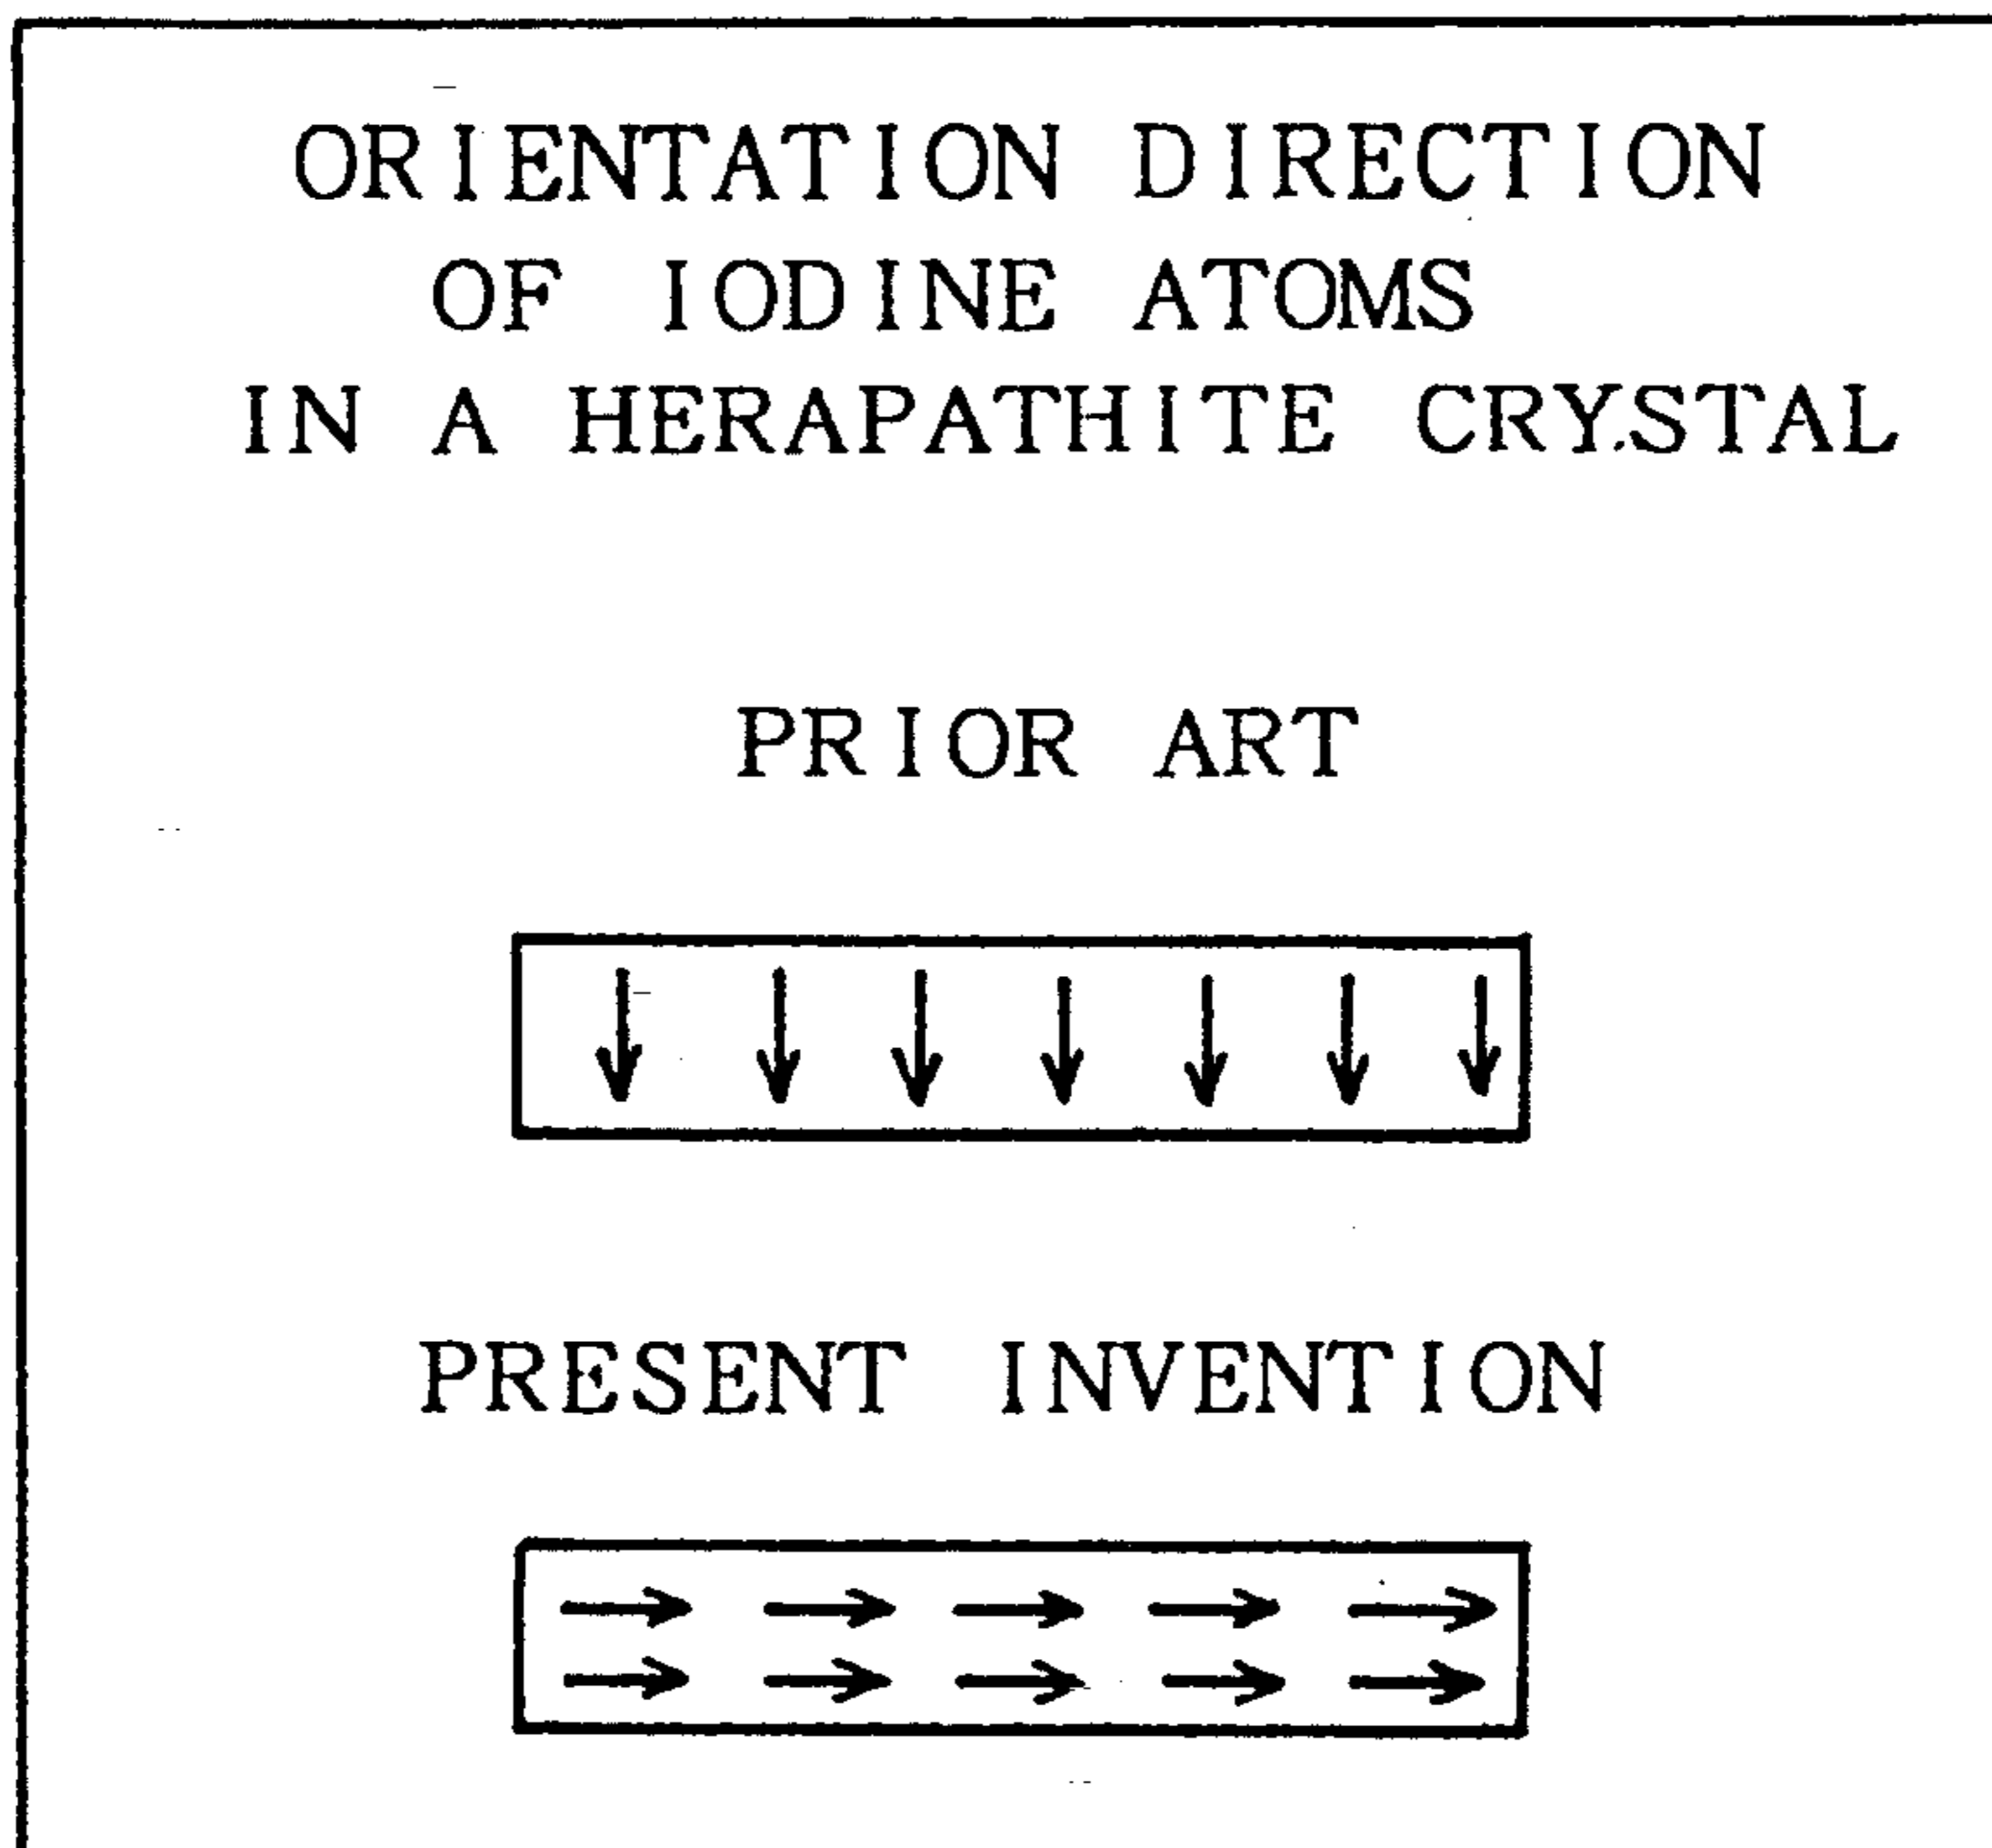 ORIENTATION DIRECTION
OF IODINE ATOMS
IN A HERAPATHITE CRYSTAL
PRIOR ART
PRESENT INVENTION